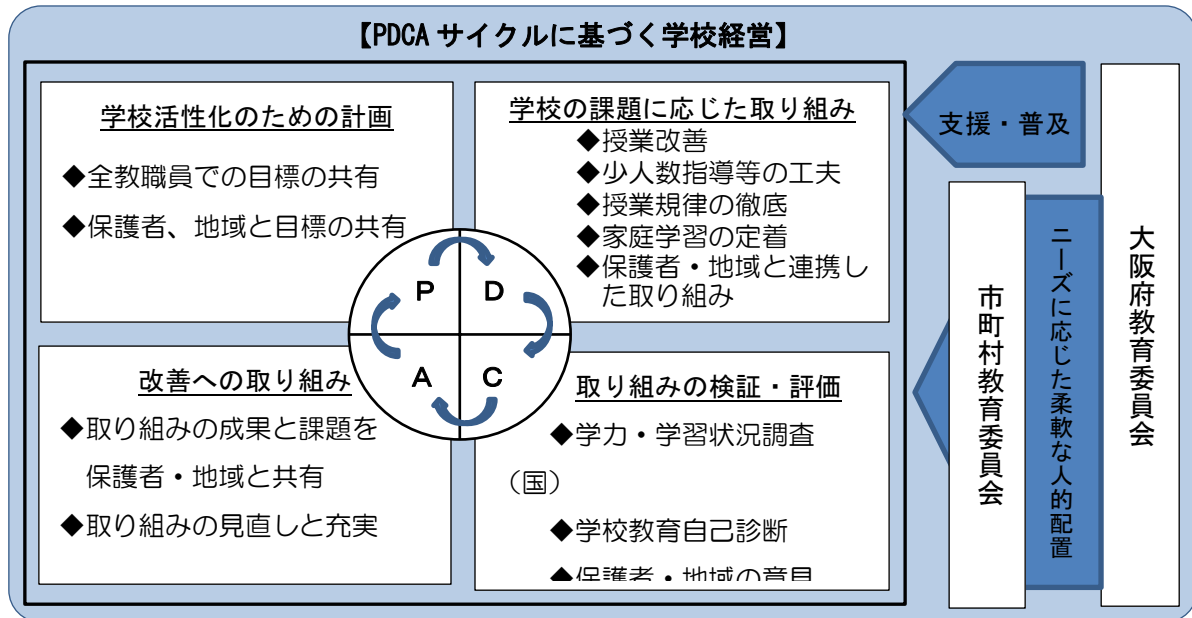 【PDCAサイクルに基づく学校経営】
学校活性化のための計画
◆全教職員での目標の共有
◆保護者、地域と目標の共有
学校の課題に応じた取り組み
◆授業改善
◆少人数指導等の工夫
◆授業規律の徹底
◆家庭学習の定着
◆保護者・地域と連携し
た取り組み
P
D
A
C
改善への取り組み
◆取り組みの成果と課題を
保護者・地域と共有
◆取り組みの見直しと充実
取り組みの検証・評価
◆学力・学習状況調査
（国）
◆学校教育自己診断
◆保護者・地域の意見
支援・普及
市町村教育委員会
ニーズに応じた柔軟な人的配置
大阪府教育委員会